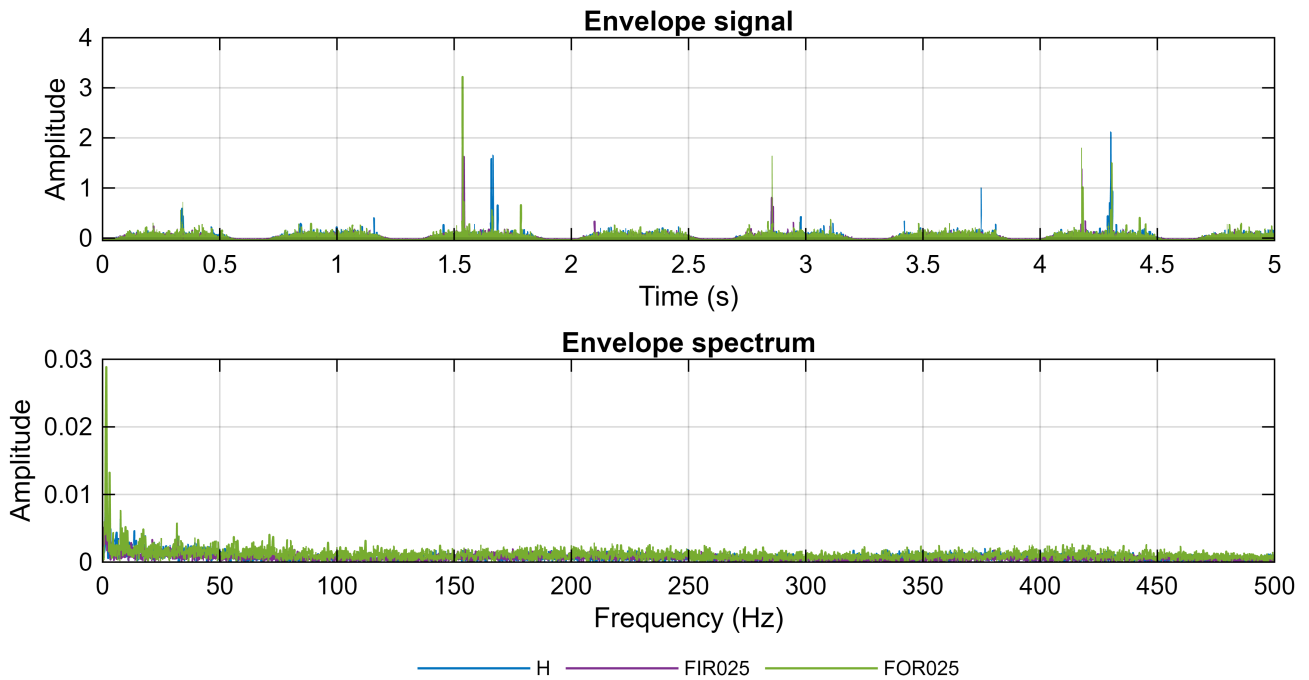 Envelope signal
4
3
2
1
0
Amplitude
0 0.5 1 1.5 2 2.5 3 3.5 4 4.5 5
Time (s)
Envelope spectrum
0.03
0.02
0.01
0
Amplitude
0 50 100 150 200 250 300 350 400 450 500
Frequency (Hz)
H FIR025 FOR025